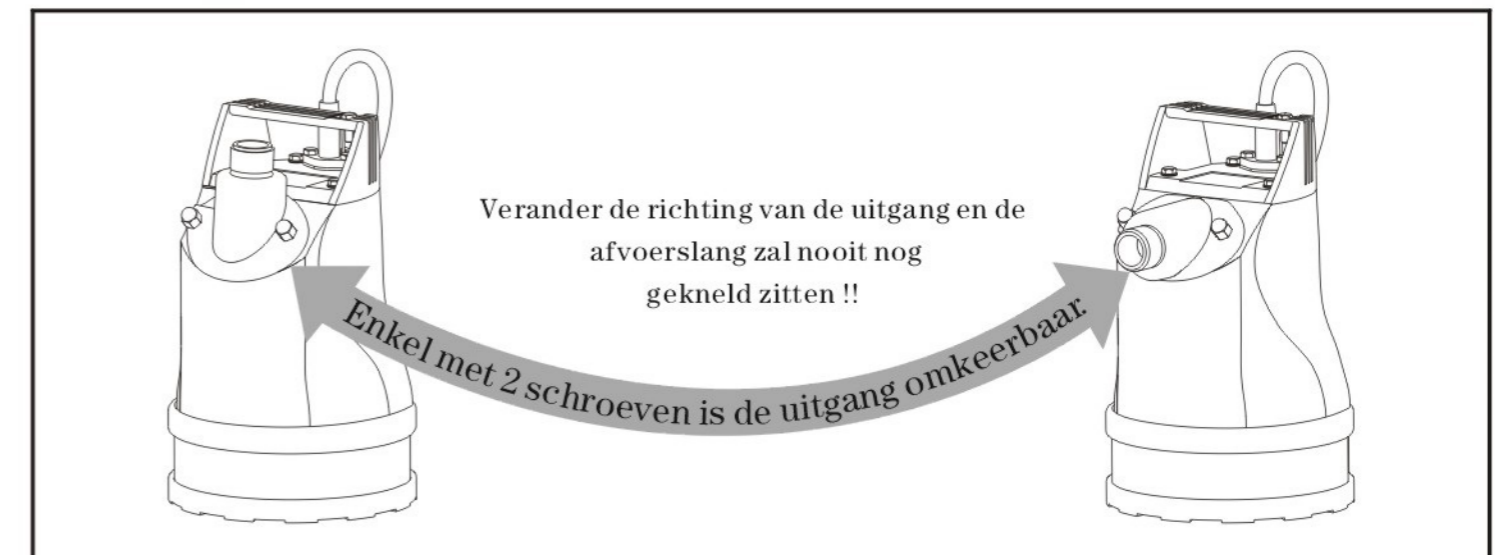 Verander de richting van de uitgang en de
afvoerslang zal nooit nog
gekneld zitten !!
Enkel met 2 schroeven is de uitgang omkeerbaar.